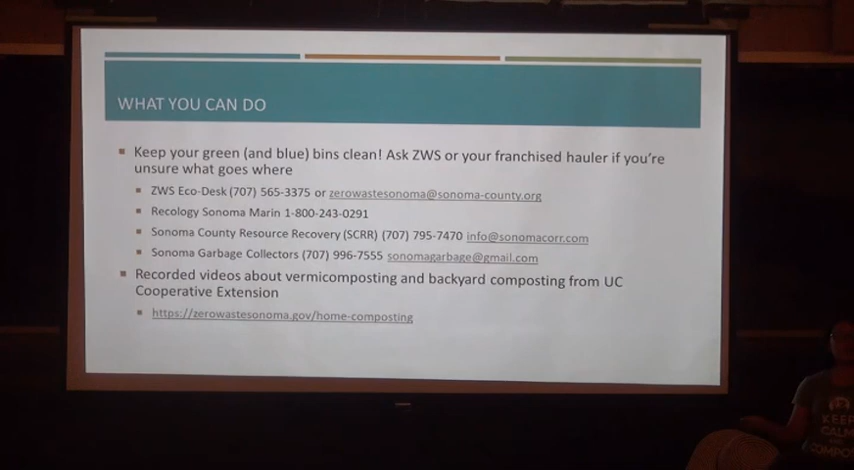 WHAT YOU CAN DO
Keep your green (and blue) bins clean! Ask ZWS or your franchised hauler if you're
unsure what goes where
ZWS Eco-Desk (707) 565-3375 or zerowastesonoma@sonoma-county.org
Recology Sonoma Marin 1-800-243-0291
Sonoma County Resource Recovery (SCRR) (707) 795-7470 info@sonomacorr.com
Sonoma Garbage Collectors (707) 996-7555 sonomagarbage@gmail.com
Recorded videos about vermicomposting and backyard composting from UC
Cooperative Extension
https://zerowastesonoma.gov/home-composting
KEEP
CALM